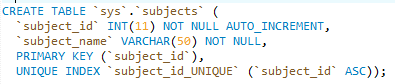 CREATE TABLE `sys`.`subjects` (
  `subject_id` INT(11) NOT NULL AUTO_INCREMENT,
  `subject_name` VARCHAR(50) NOT NULL,
  PRIMARY KEY (`subject_id`),
  UNIQUE INDEX `subject_id_UNIQUE` (`subject_id` ASC));